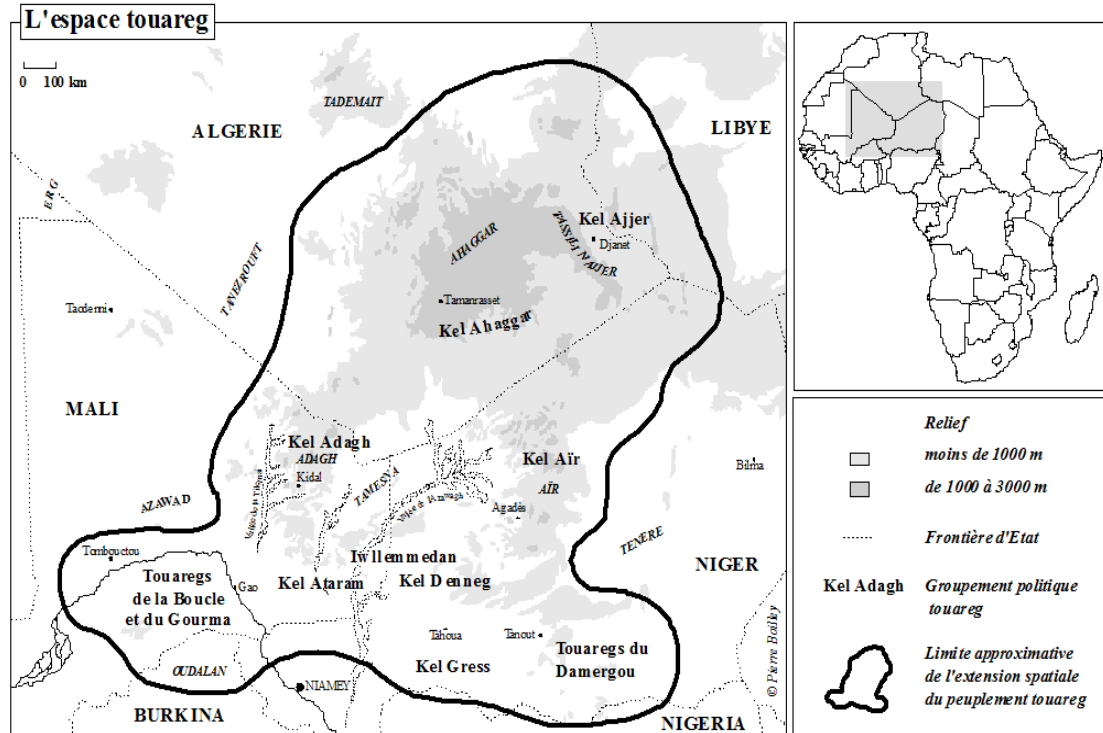 L'espace touareg
0 100 km
TADEMAIT
ALGERIE
LIBYE
ERG
TANEZROUFT
Kel Ajjer
TASSILI N'AJJER
Djanet
AHAGGAR
Tamanrasset
Kel Ahaggar
Taoderni
MALI
Kel Adagh
ADAGH
Kidal
TAMESNA
Kel Aïr
AÏR
Bilma
Agadès
AZAWAD
TENERE
Tombouctou
Iwllemmedan
NIGER
Touaregs
de la Boucle
et du Gourma
Gao
Kel Ataram
Kel Denneg
Tahoua
Tanout
Touaregs du
Damergou
Kel Gress
OUDALAN
NIAMEY
BURKINA
NIGERIA
Relief
moins de 1000 m
de 1000 à 3000 m
Frontière d'Etat
Kel Adagh Groupement politique
touareg
Limite approximative
de l'extension spatiale
du peuplement touareg